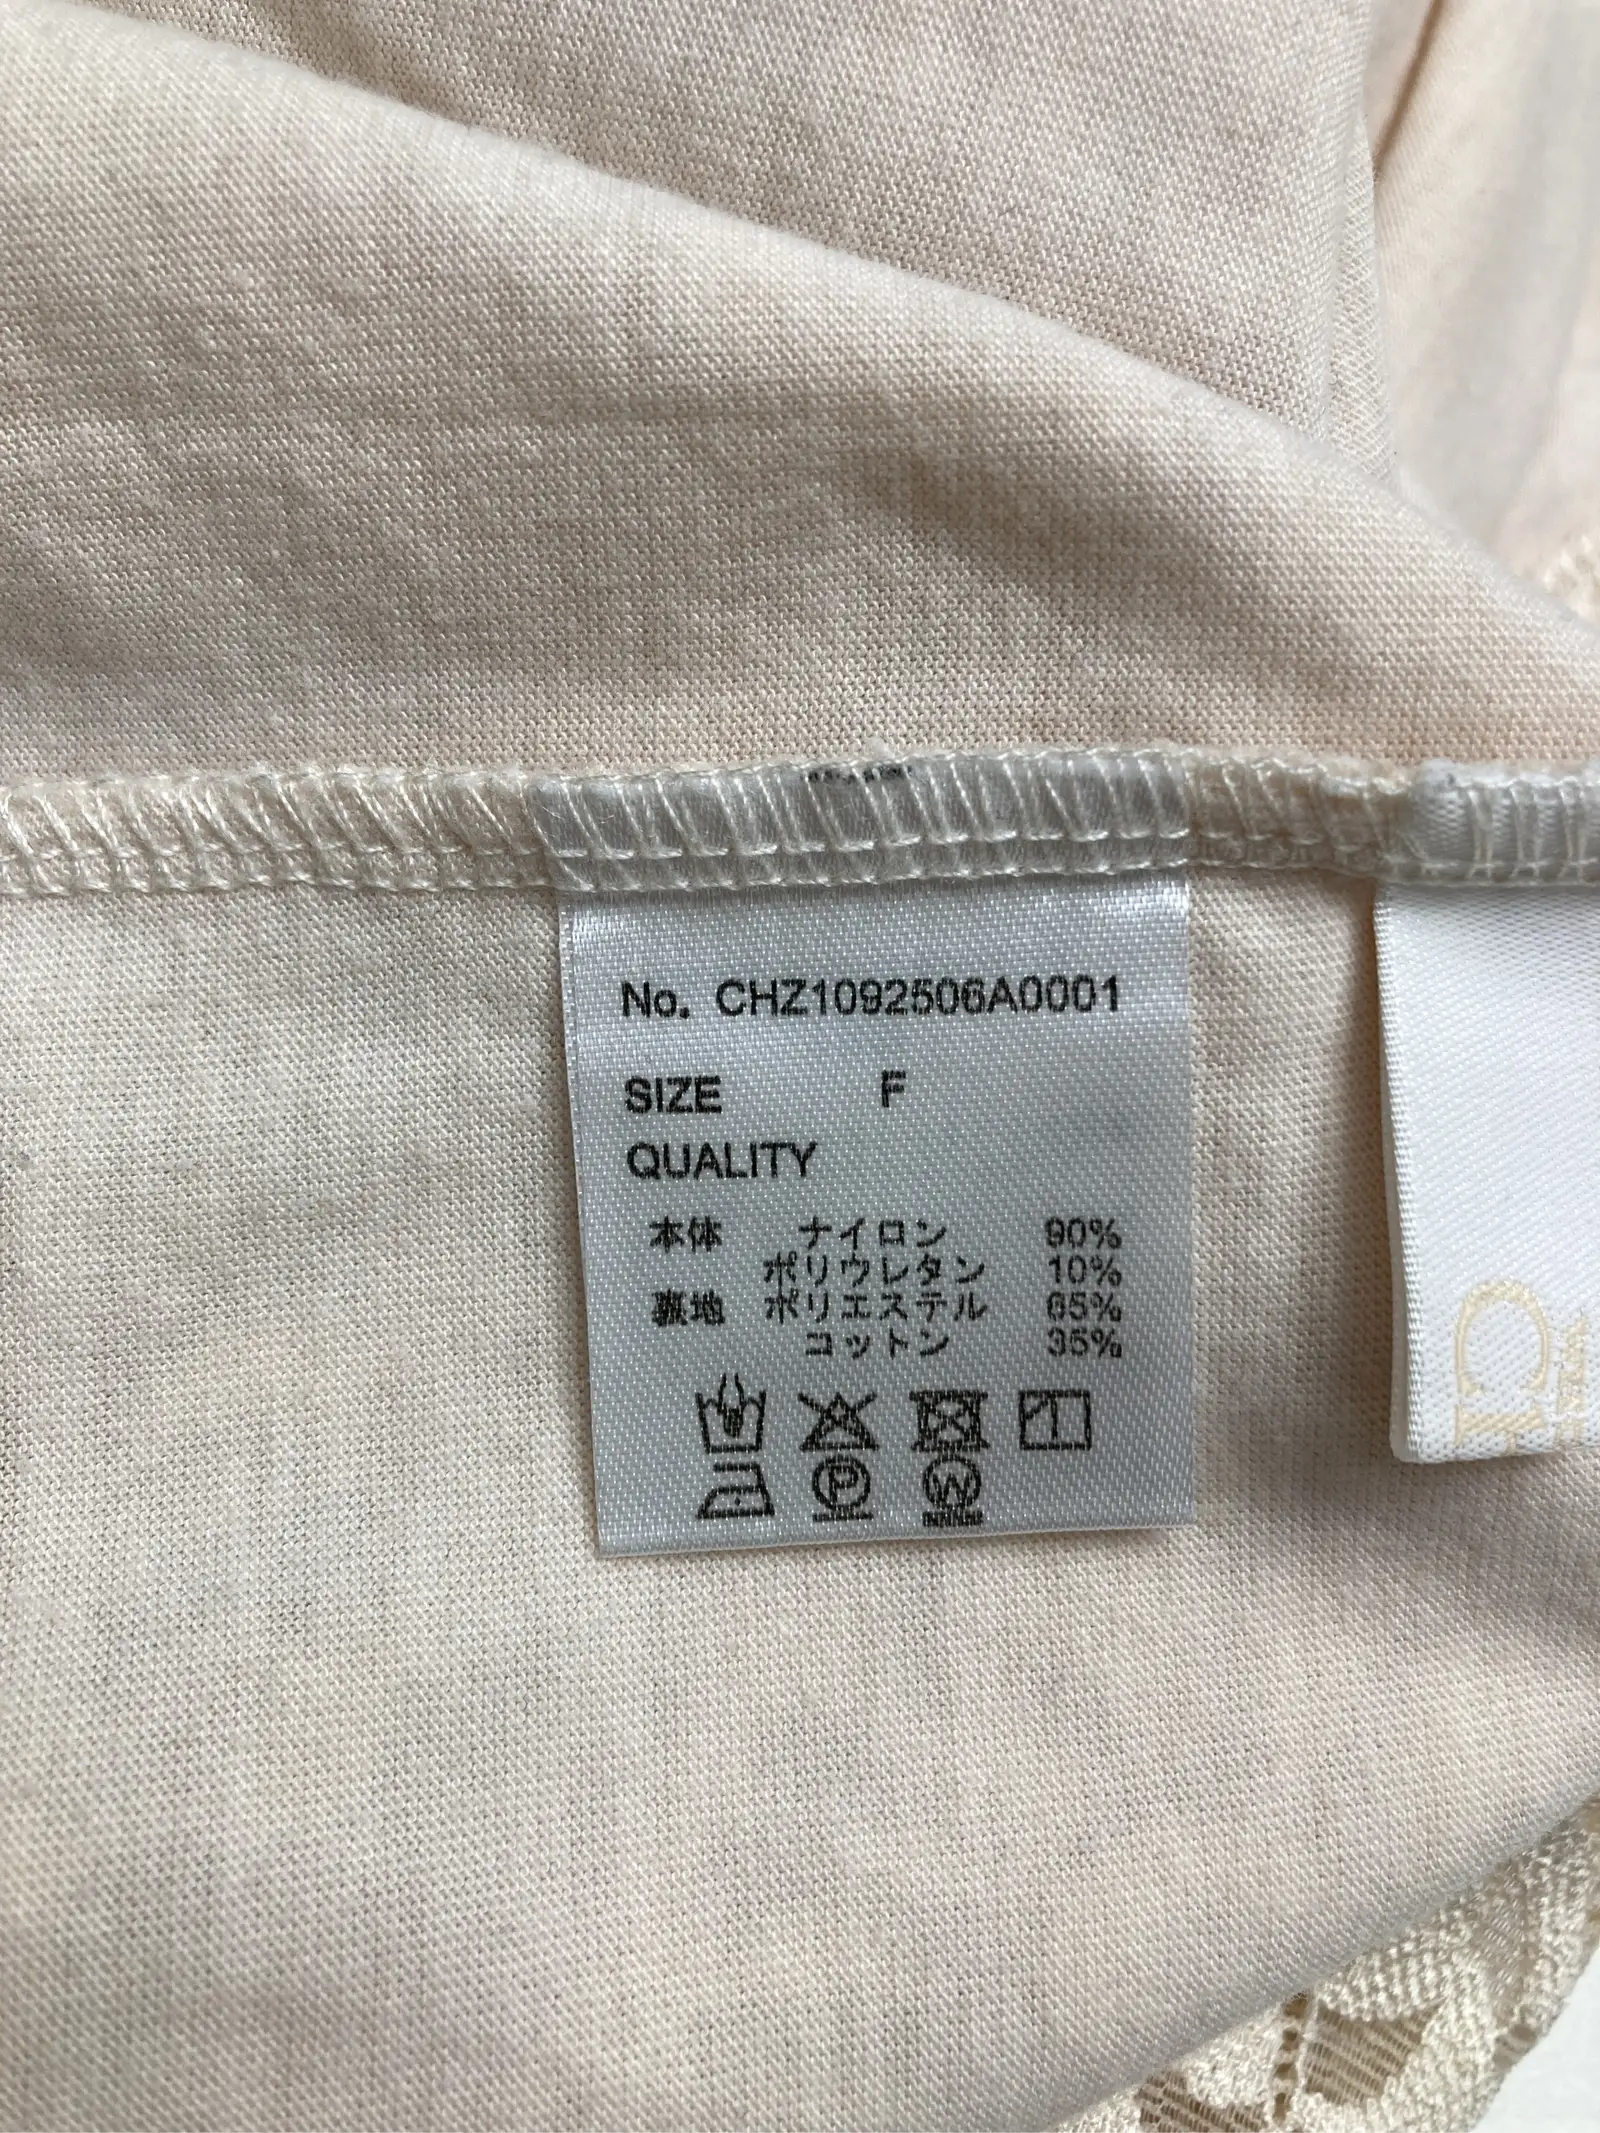 No. CHZ1092506A0001
SIZE F
QUALITY
本体 ナイロン 90%
ポリウレタン 10%
裏地 ポリエステル 65%
コットン 35%
P
W